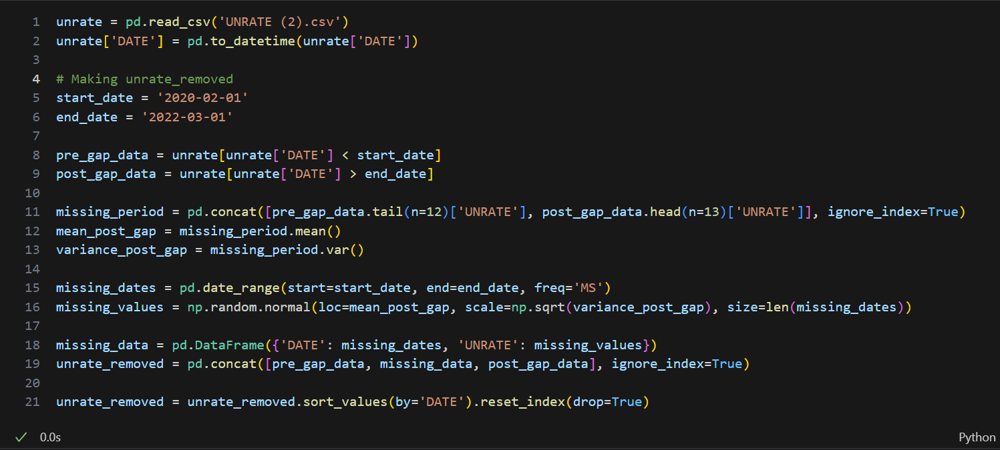 1 unrate = pd.read_csv('UNRATE (2).csv')
2 unrate['DATE'] = pd.to_datetime(unrate['DATE'])
3
4 # Making unrate_removed
5 start_date = '2020-02-01'
6 end_date = '2022-03-01'
7
8 pre_gap_data = unrate[unrate['DATE'] < start_date]
9 post_gap_data = unrate[unrate['DATE'] > end_date]
10
11 missing_period = pd.concat([pre_gap_data.tail(n=12)['UNRATE'], post_gap_data.head(n=13)['UNRATE']], ignore_index=True)
12 mean_post_gap = missing_period.mean()
13 variance_post_gap = missing_period.var()
14
15 missing_dates = pd.date_range(start=start_date, end=end_date, freq='MS')
16 missing_values = np.random.normal(loc=mean_post_gap, scale=np.sqrt(variance_post_gap), size=len(missing_dates))
17
18 missing_data = pd.DataFrame({'DATE': missing_dates, 'UNRATE': missing_values})
19 unrate_removed = pd.concat([pre_gap_data, missing_data, post_gap_data], ignore_index=True)
20
21 unrate_removed = unrate_removed.sort_values(by='DATE').reset_index(drop=True)
✓ 0.0s Python